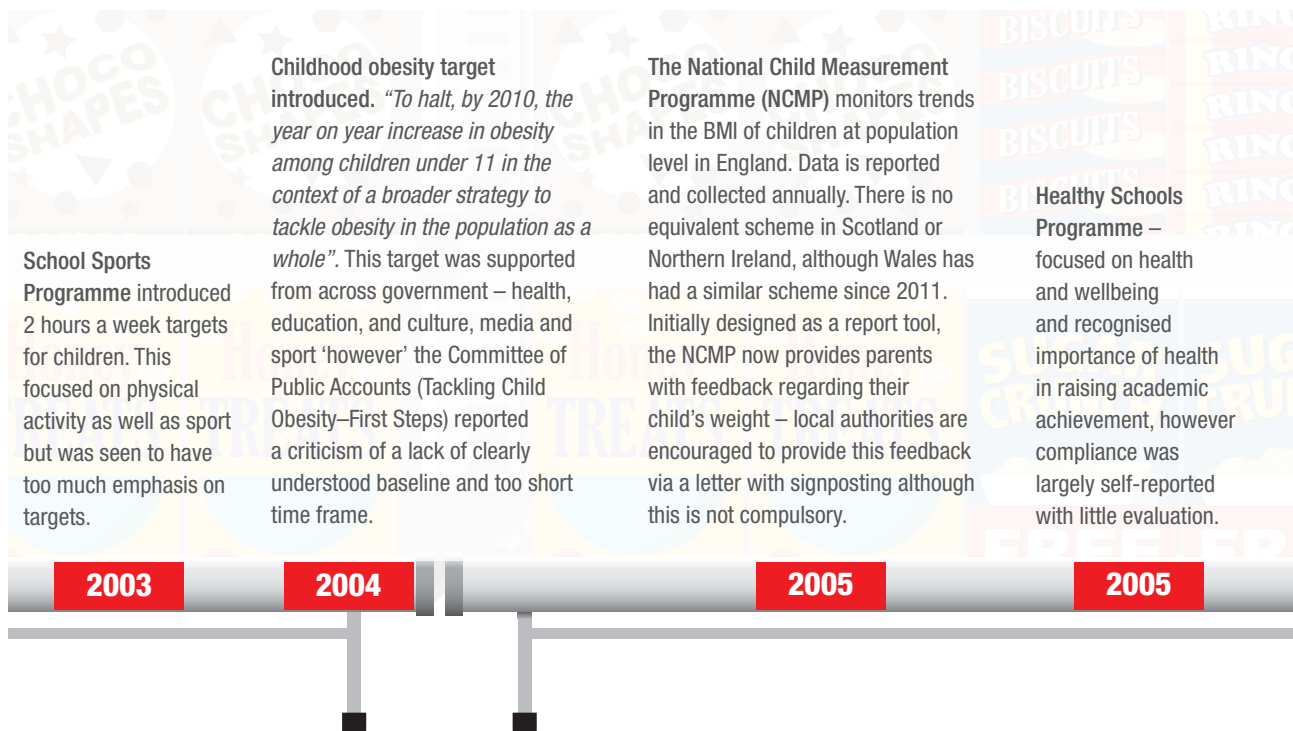 School Sports
Programme introduced
2 hours a week targets
for children. This
focused on physical
activity as well as sport
but was seen to have
too much emphasis on
targets.
2003
Childhood obesity target
introduced. “To halt, by 2010, the
year on year increase in obesity
among children under 11 in the
context of a broader strategy to
tackle obesity in the population as a
whole”. This target was supported
from across government – health,
education, and culture, media and
sport ‘however’ the Committee of
Public Accounts (Tackling Child
Obesity–First Steps) reported
a criticism of a lack of clearly
understood baseline and too short
time frame.
2004
The National Child Measurement
Programme (NCMP) monitors trends
in the BMI of children at population
level in England. Data is reported
and collected annually. There is no
equivalent scheme in Scotland or
Northern Ireland, although Wales has
had a similar scheme since 2011.
Initially designed as a report tool,
the NCMP now provides parents
with feedback regarding their
child’s weight – local authorities are
encouraged to provide this feedback
via a letter with signposting although
this is not compulsory.
2005
Healthy Schools
Programme –
focused on health
and wellbeing
and recognised
importance of health
in raising academic
achievement, however
compliance was
largely self-reported
with little evaluation.
2005